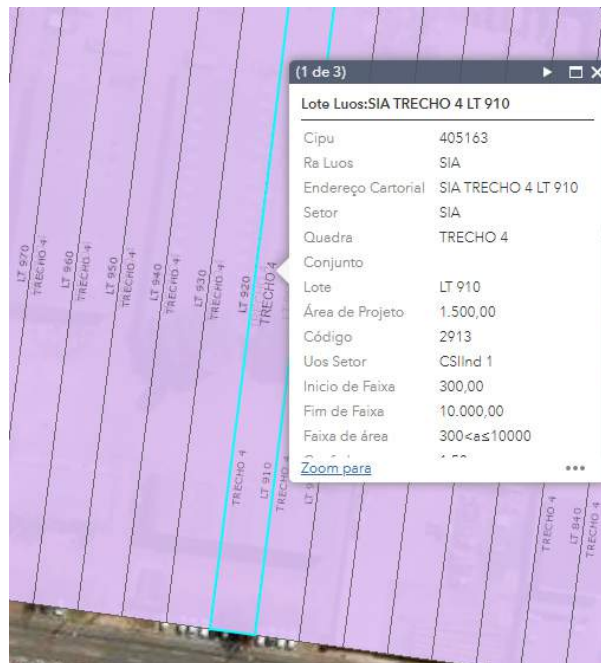 (1 de 3)
Lote Luos:SIA TRECHO 4 LT 910
Cipu 405163
Ra Luos SIA
Endereço Cartorial SIA TRECHO 4 LT 910
Setor SIA
Quadra TRECHO 4
Conjunto
Lote LT 910
Área de Projeto 1.500,00
Código 2913
Uos Setor CSIInd 1
Inicio de Faixa 300,00
Fim de Faixa 10.000,00
Faixa de área 300<a≤10000
Zoom para
LT 970
TRECHO 4
LT 960
TRECHO 4
LT 950
TRECHO 4
LT 940
TRECHO 4
LT 930
TRECHO 4
LT 920
TRECHO 4
TRECHO 4
LT 910
TRECHO 4
TRECHO 4
LT 840
TRECHO 4